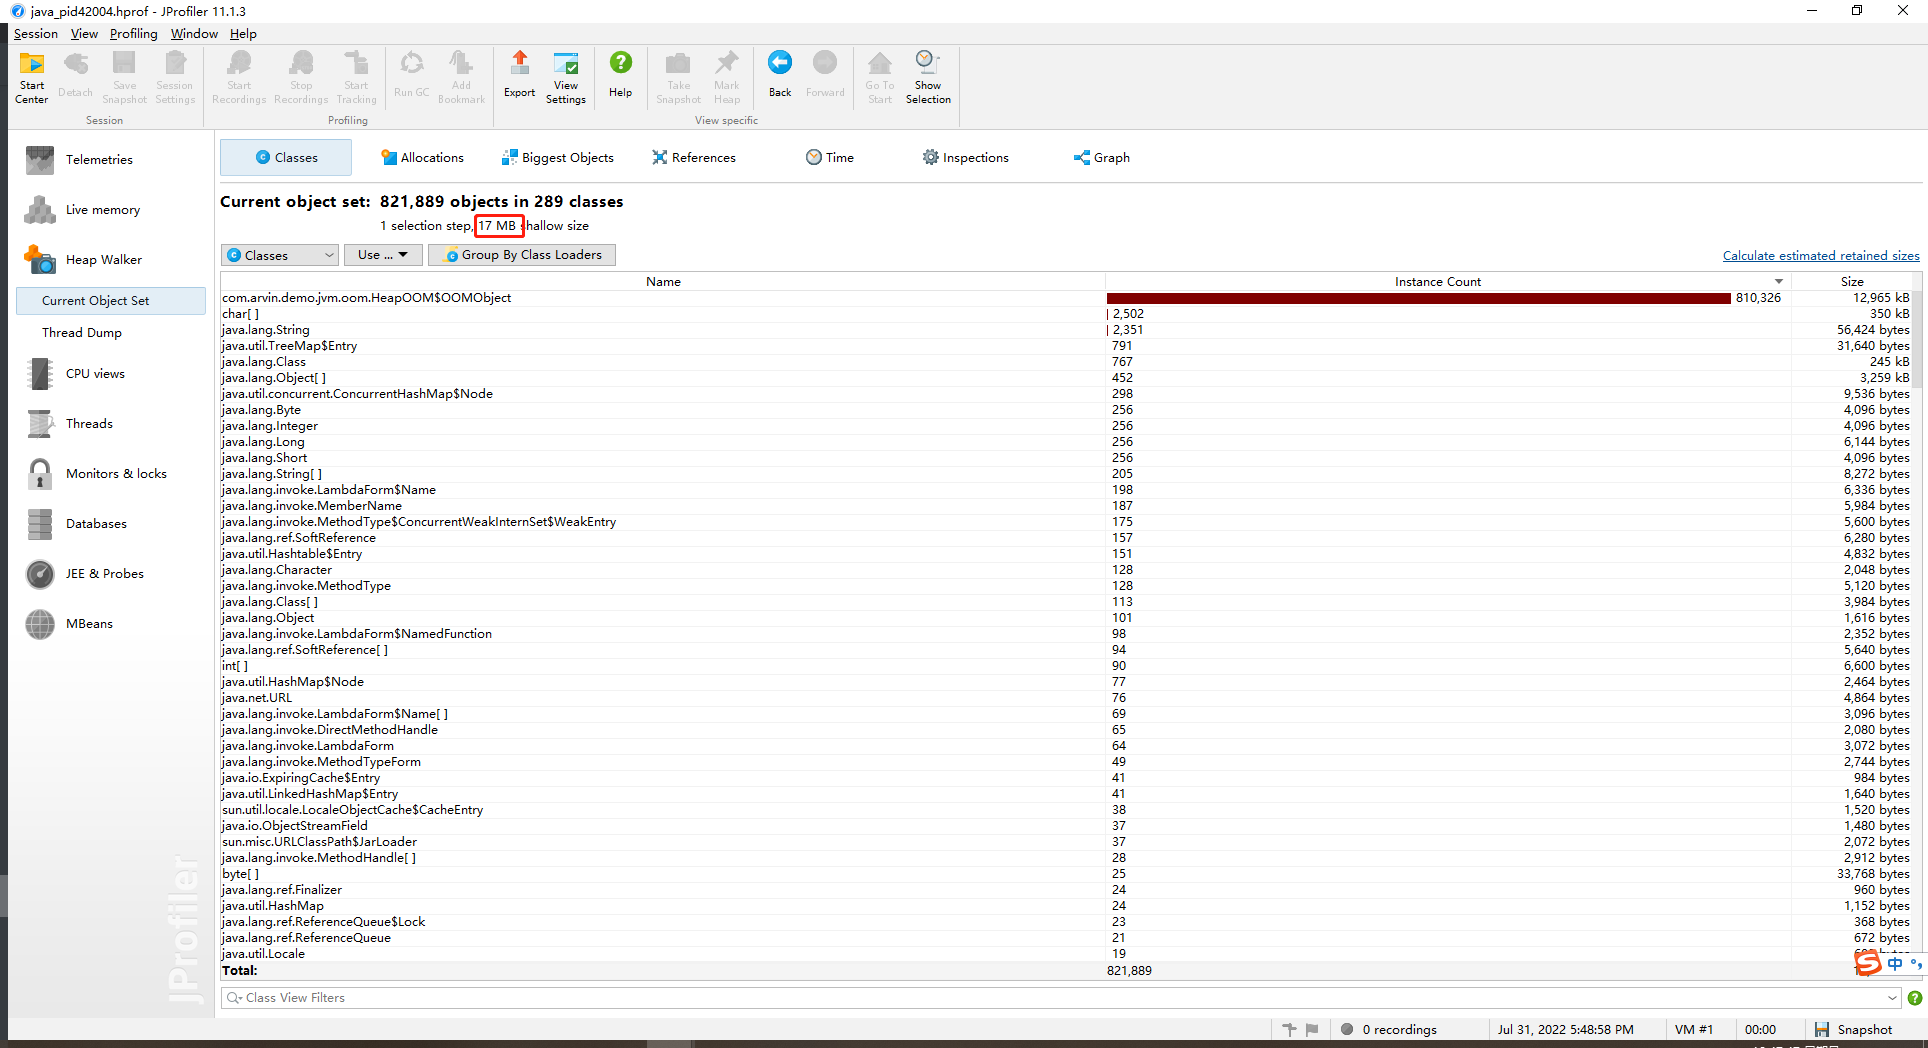 java_pid42004.hprof - JProfiler 11.1.3
Session View Profiling Window Help
Start Center
Detach
Save Snapshot
Session Settings
Start Recordings
Stop Recordings
Start Tracking
Run GC
Add Bookmark
Export
View Settings
Help
Take Snapshot
Mark Heap
Back
Forward
Go To Start
Show Selection
Session
Profiling
View specific
Telemetries
Live memory
Heap Walker
Current Object Set
Thread Dump
CPU views
Threads
Monitors & locks
Databases
JEE & Probes
MBeans
JProfiler
Classes Allocations Biggest Objects References Time Inspections Graph
Current object set: 821,889 objects in 289 classes
1 selection step, 17 MB shallow size
Classes Use ... Group By Class Loaders Calculate estimated retained sizes
Name Instance Count Size
com.arvin.demo.jvm.oom.HeapOOM$OOMObject 810,326 12,965 kB
char[ ] 2,502 350 kB
java.lang.String 2,351 56,424 bytes
java.util.TreeMap$Entry 791 31,640 bytes
java.lang.Class 767 245 kB
java.lang.Object[ ] 452 3,259 kB
java.util.concurrent.ConcurrentHashMap$Node 298 9,536 bytes
java.lang.Byte 256 4,096 bytes
java.lang.Integer 256 4,096 bytes
java.lang.Long 256 6,144 bytes
java.lang.Short 256 4,096 bytes
java.lang.String[ ] 205 8,272 bytes
java.lang.invoke.LambdaForm$Name 198 6,336 bytes
java.lang.invoke.MemberName 187 5,984 bytes
java.lang.invoke.MethodType$ConcurrentWeakInternSet$WeakEntry 175 5,600 bytes
java.lang.ref.SoftReference 157 6,280 bytes
java.util.Hashtable$Entry 151 4,832 bytes
java.lang.Character 128 2,048 bytes
java.lang.invoke.MethodType 128 5,120 bytes
java.lang.Class[ ] 113 3,984 bytes
java.lang.Object 101 1,616 bytes
java.lang.invoke.LambdaForm$NamedFunction 98 2,352 bytes
java.lang.ref.SoftReference[ ] 94 5,640 bytes
int[ ] 90 6,600 bytes
java.util.HashMap$Node 77 2,464 bytes
java.net.URL 76 4,864 bytes
java.lang.invoke.LambdaForm$Name[ ] 69 3,096 bytes
java.lang.invoke.DirectMethodHandle 65 2,080 bytes
java.lang.invoke.LambdaForm 64 3,072 bytes
java.lang.invoke.MethodTypeForm 49 2,744 bytes
java.io.ExpiringCache$Entry 41 984 bytes
java.util.LinkedHashMap$Entry 41 1,640 bytes
sun.util.locale.LocaleObjectCache$CacheEntry 38 1,520 bytes
java.io.ObjectStreamField 37 1,480 bytes
sun.misc.URLClassPath$JarLoader 37 2,072 bytes
java.lang.invoke.MethodHandle[ ] 28 2,912 bytes
byte[ ] 25 33,768 bytes
java.lang.ref.Finalizer 24 960 bytes
java.util.HashMap 24 1,152 bytes
java.lang.ref.ReferenceQueue$Lock 23 368 bytes
java.lang.ref.ReferenceQueue 21 672 bytes
java.util.Locale 19
Total: 821,889
中
Class View Filters
0 recordings Jul 31, 2022 5:48:58 PM VM #1 00:00 Snapshot